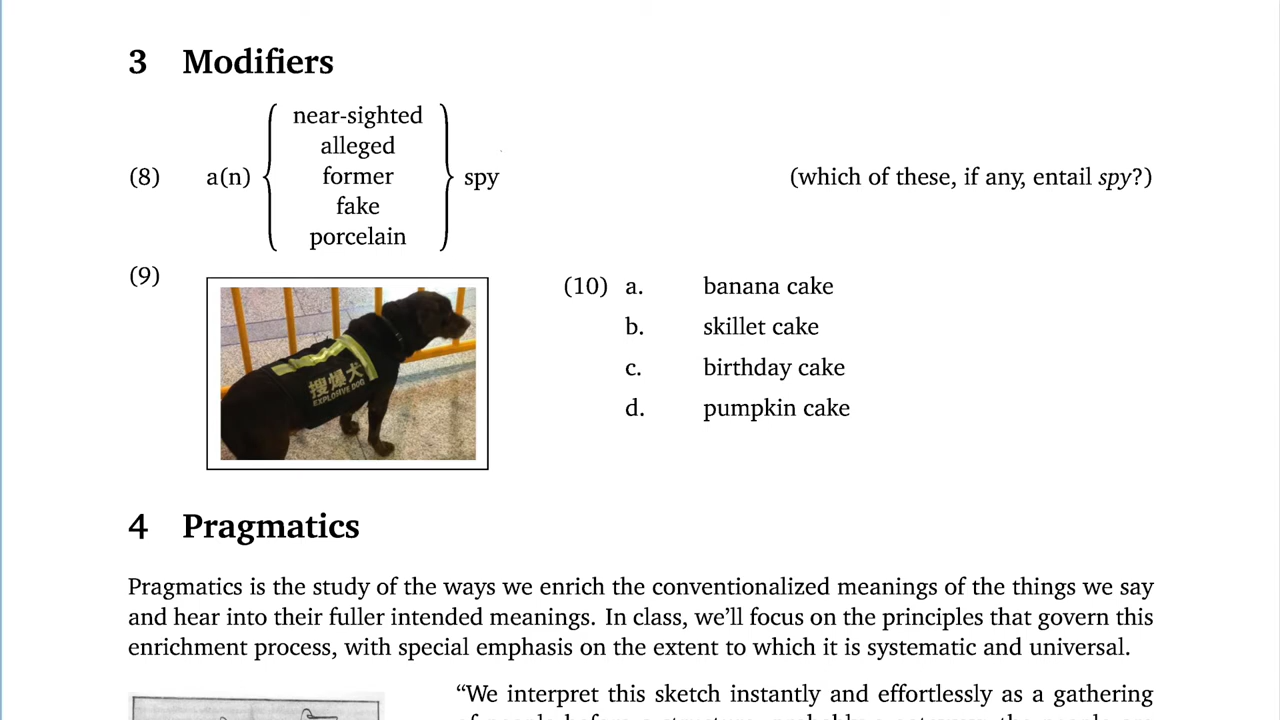 3 Modifiers
near-sighted
alleged
(8) a(n) former spy (which of these, if any, entail spy?)
fake
porcelain
(9)
搜爆犬
EXPLOSIVE DOG
(10) a. banana cake
b. skillet cake
c. birthday cake
d. pumpkin cake
4 Pragmatics
Pragmatics is the study of the ways we enrich the conventionalized meanings of the things we say
and hear into their fuller intended meanings. In class, we’ll focus on the principles that govern this
enrichment process, with special emphasis on the extent to which it is systematic and universal.
“We interpret this sketch instantly and effortlessly as a gathering